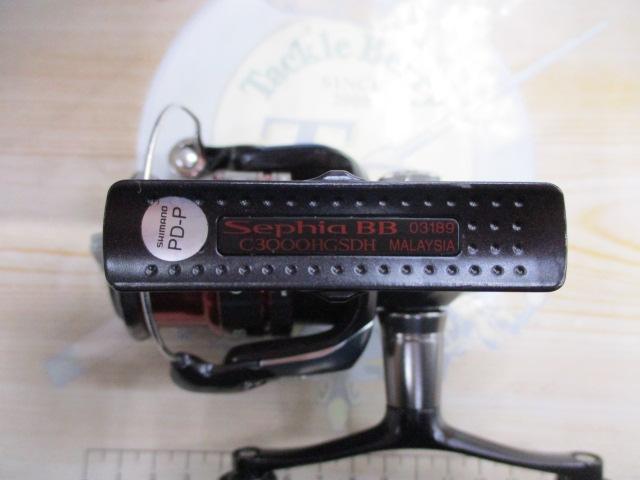 Tackle Be
SINCE
SHIMANO
PD-P
Sephia BB 03189
C3000HGSDH MALAYSIA